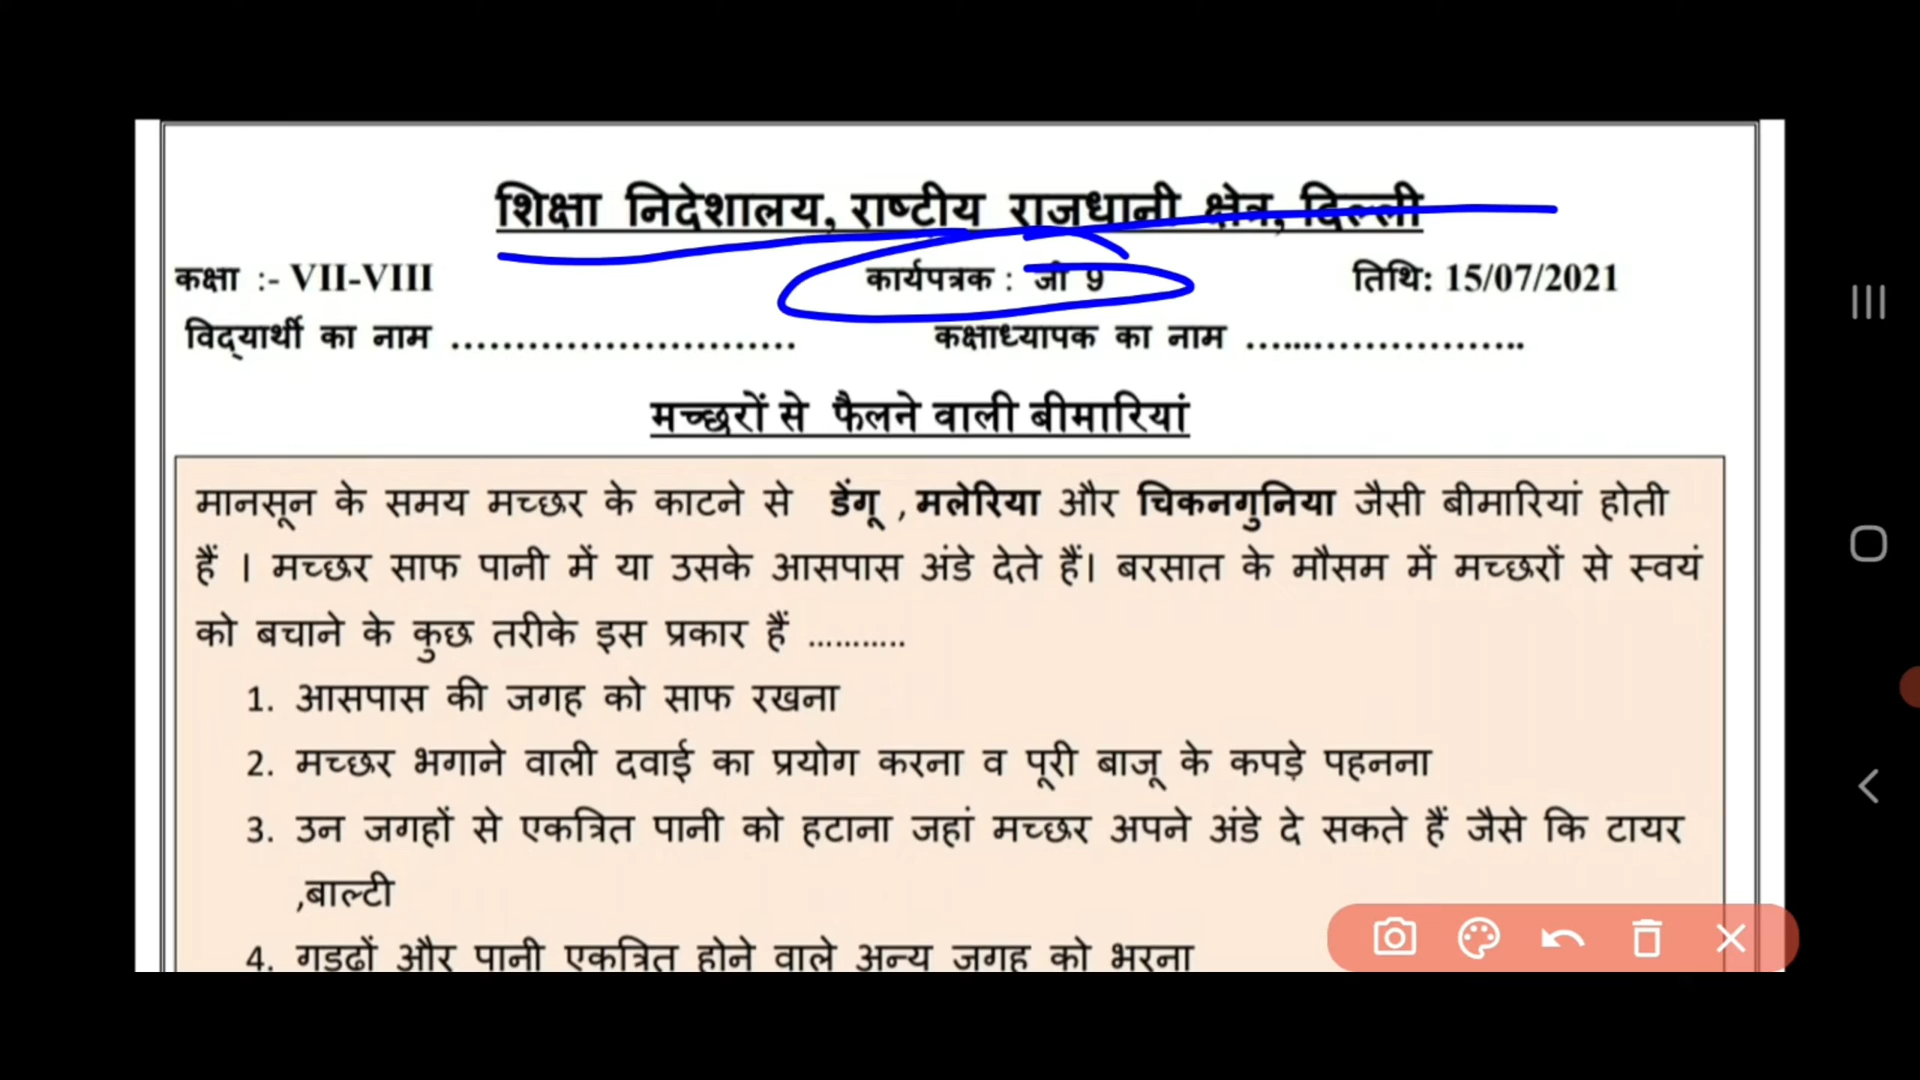 शिक्षा निदेशालय, राष्टीय राजधानी क्षेत्र, दिल्ली
कक्षा :- VII-VIII कार्यपत्रक : जी 9 तिथि: 15/07/2021
विद्यार्थी का नाम ........................... कक्षाध्यापक का नाम ...........................
मच्छरों से फैलने वाली बीमारियां
मानसून के समय मच्छर के काटने से डेंगू ,मलेरिया और चिकनगुनिया जैसी बीमारियां होती
हैं । मच्छर साफ पानी में या उसके आसपास अंडे देते हैं। बरसात के मौसम में मच्छरों से स्वयं
को बचाने के कुछ तरीके इस प्रकार हैं ...........
1. आसपास की जगह को साफ रखना
2. मच्छर भगाने वाली दवाई का प्रयोग करना व पूरी बाजू के कपड़े पहनना
3. उन जगहों से एकत्रित पानी को हटाना जहां मच्छर अपने अंडे दे सकते हैं जैसे कि टायर
,बाल्टी
4. गड्ढों और पानी एकत्रित होने वाले अन्य जगह को भरना